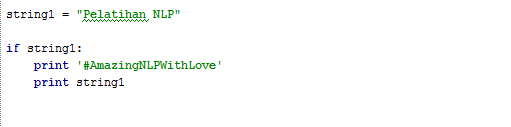 string1 = "Pelatihan NLP"
if string1:
    print '#AmazingNLPWithLove'
    print string1